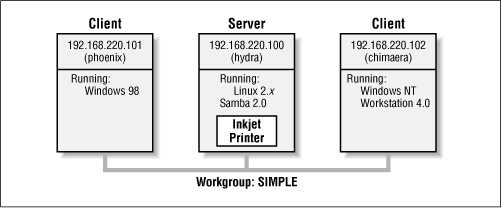 Client
192.168.220.101
(phoenix)
Running:
Windows 98
Server
192.168.220.100
(hydra)
Running:
Linux 2.x
Samba 2.0
Inkjet
Printer
Client
192.168.220.102
(chimaera)
Running:
Windows NT
Workstation 4.0
Workgroup: SIMPLE